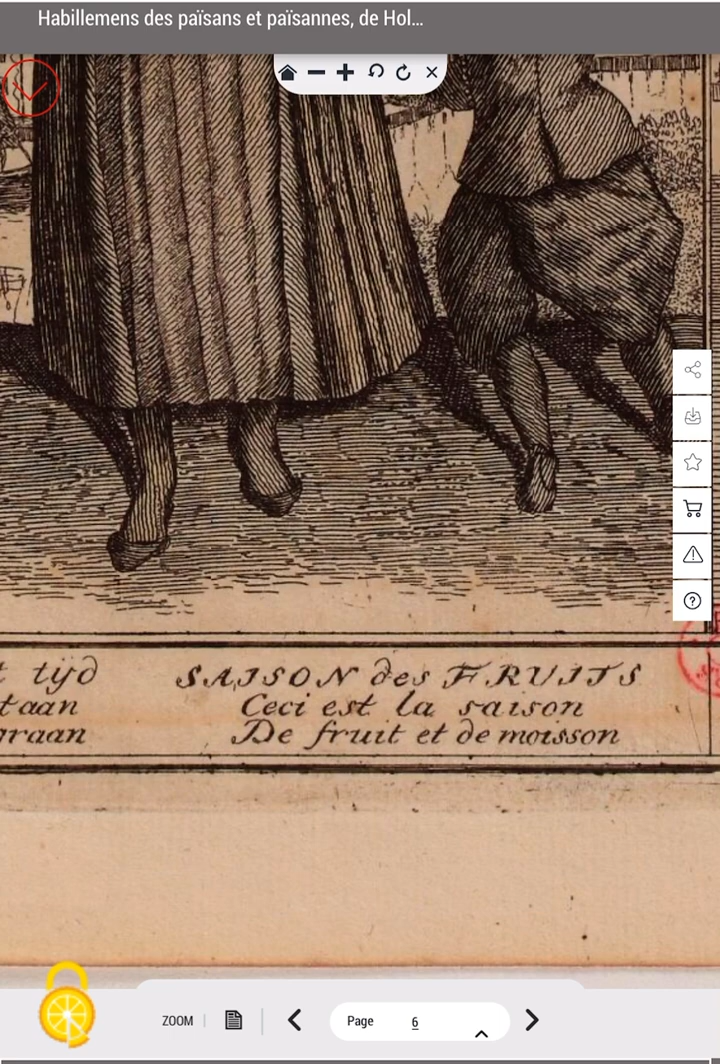 Habillemens des païsans et païsannes, de Hol...
t tijd
taan
graan
SAISON des FRUITS
Ceci est la saison
De fruit et de moisson
ZOOM
Page 6